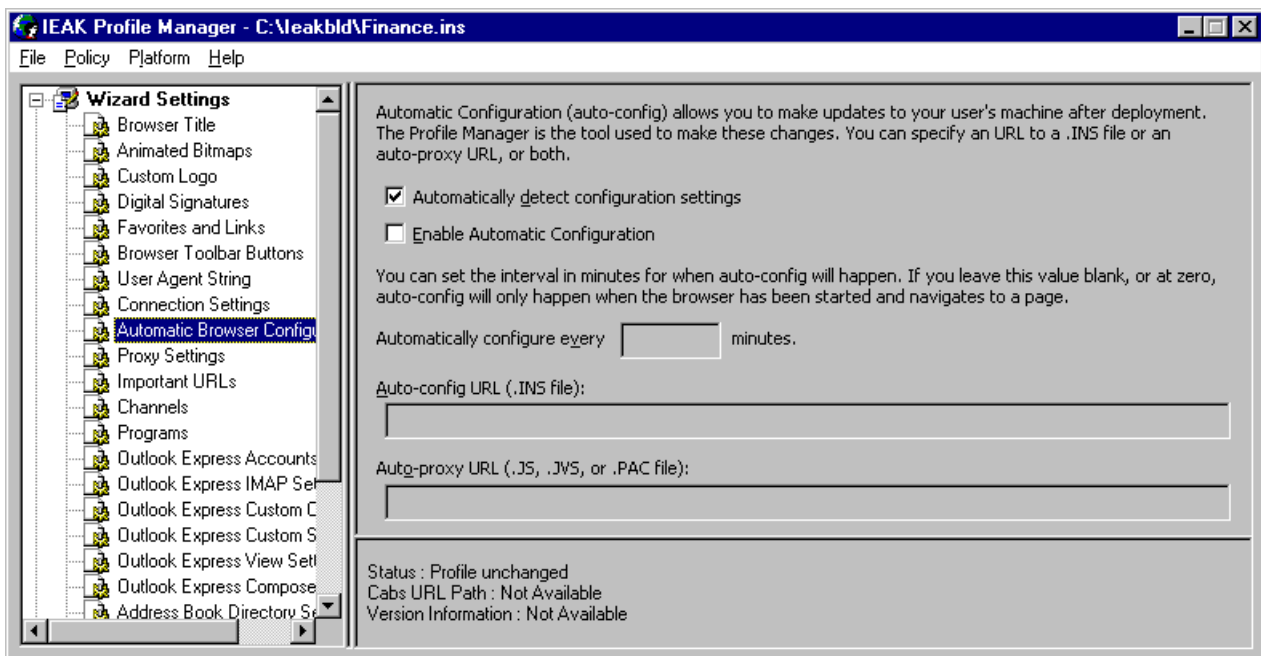 IEAK Profile Manager - C:\Ieakbld\Finance.ins
File Policy Platform Help
Wizard Settings
Browser Title
Animated Bitmaps
Custom Logo
Digital Signatures
Favorites and Links
Browser Toolbar Buttons
User Agent String
Connection Settings
Automatic Browser Configu
Proxy Settings
Important URLs
Channels
Programs
Outlook Express Accounts
Outlook Express IMAP Set
Outlook Express Custom C
Outlook Express Custom S
Outlook Express View Sett
Outlook Express Compose
Address Book Directory Se
Automatic Configuration (auto-config) allows you to make updates to your user's machine after deployment.
The Profile Manager is the tool used to make these changes. You can specify an URL to a .INS file or an
auto-proxy URL, or both.
Automatically detect configuration settings
Enable Automatic Configuration
You can set the interval in minutes for when auto-config will happen. If you leave this value blank, or at zero,
auto-config will only happen when the browser has been started and navigates to a page.
Automatically configure every minutes.
Auto-config URL (.INS file):
Auto-proxy URL (.JS, .JVS, or .PAC file):
Status : Profile unchanged
Cabs URL Path : Not Available
Version Information : Not Available